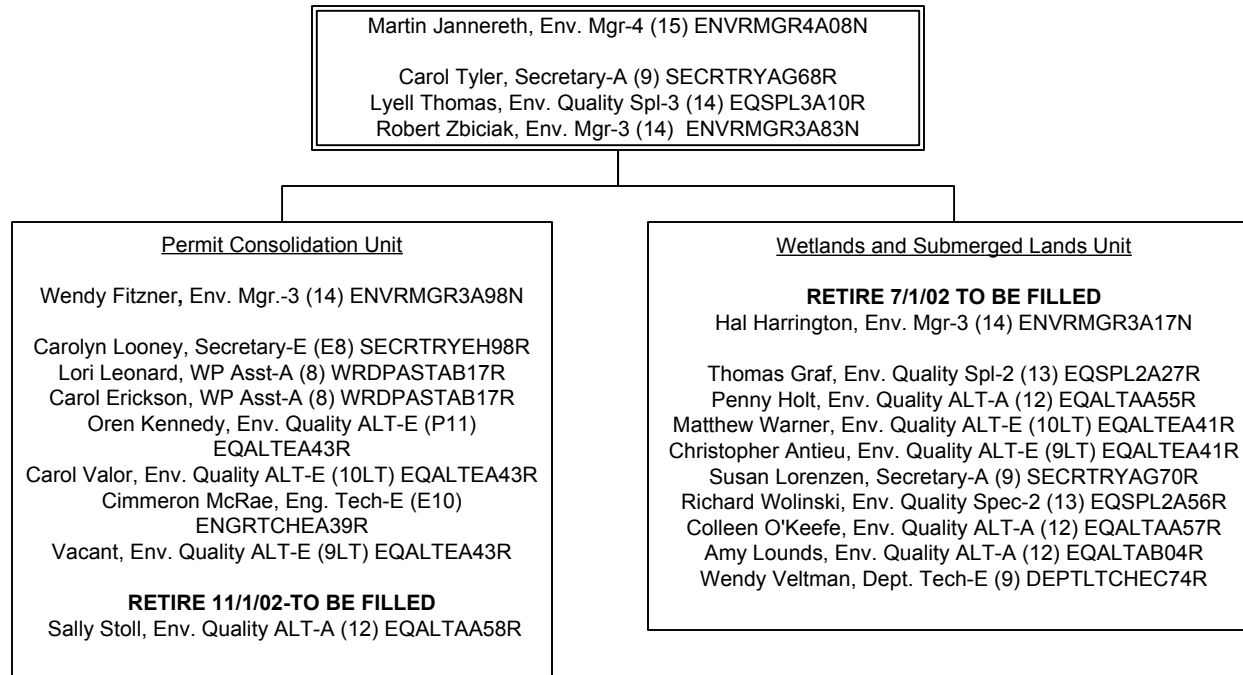 Martin Jannereth, Env. Mgr-4 (15) ENVRMGR4A08N
Carol Tyler, Secretary-A (9) SECRTRYAG68R
Lyell Thomas, Env. Quality Spl-3 (14) EQSPL3A10R
Robert Zbiciak, Env. Mgr-3 (14) ENVRMGR3A83N
Permit Consolidation Unit
Wendy Fitzner, Env. Mgr.-3 (14) ENVRMGR3A98N
Carolyn Looney, Secretary-E (E8) SECRTRYEH98R
Lori Leonard, WP Asst-A (8) WRDPASTAB17R
Carol Erickson, WP Asst-A (8) WRDPASTAB17R
Oren Kennedy, Env. Quality ALT-E (P11)
EQALTEA43R
Carol Valor, Env. Quality ALT-E (10LT) EQALTEA43R
Cimmeron McRae, Eng. Tech-E (E10)
ENGRTCHEA39R
Vacant, Env. Quality ALT-E (9LT) EQALTEA43R
RETIRE 11/1/02-TO BE FILLED
Sally Stoll, Env. Quality ALT-A (12) EQALTAA58R
Wetlands and Submerged Lands Unit
RETIRE 7/1/02 TO BE FILLED
Hal Harrington, Env. Mgr-3 (14) ENVRMGR3A17N
Thomas Graf, Env. Quality Spl-2 (13) EQSPL2A27R
Penny Holt, Env. Quality ALT-A (12) EQALTAA55R
Matthew Warner, Env. Quality ALT-E (10LT) EQALTEA41R
Christopher Antieu, Env. Quality ALT-E (9LT) EQALTEA41R
Susan Lorenzen, Secretary-A (9) SECRTRYAG70R
Richard Wolinski, Env. Quality Spec-2 (13) EQSPL2A56R
Colleen O'Keefe, Env. Quality ALT-A (12) EQALTAA57R
Amy Lounds, Env. Quality ALT-A (12) EQALTAB04R
Wendy Veltman, Dept. Tech-E (9) DEPTLTCHEC74R